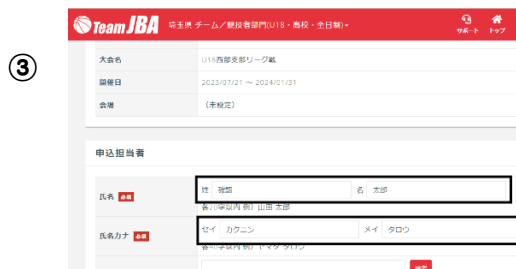 ③
Team JBA 埼玉県 チーム／競技者部門(U18・高校・全日制)
サポート トップ
大会名 U18西部支部リーグ戦
開催日 2023/07/21 ～ 2024/01/31
会場 （未設定）
申込担当者
氏名 必須 姓 確認 名 太郎
各20字以内 例）山田 太郎
氏名カナ 必須 セイ カクニン メイ タロウ
各40字以内 例）ヤマダ タロウ
検索